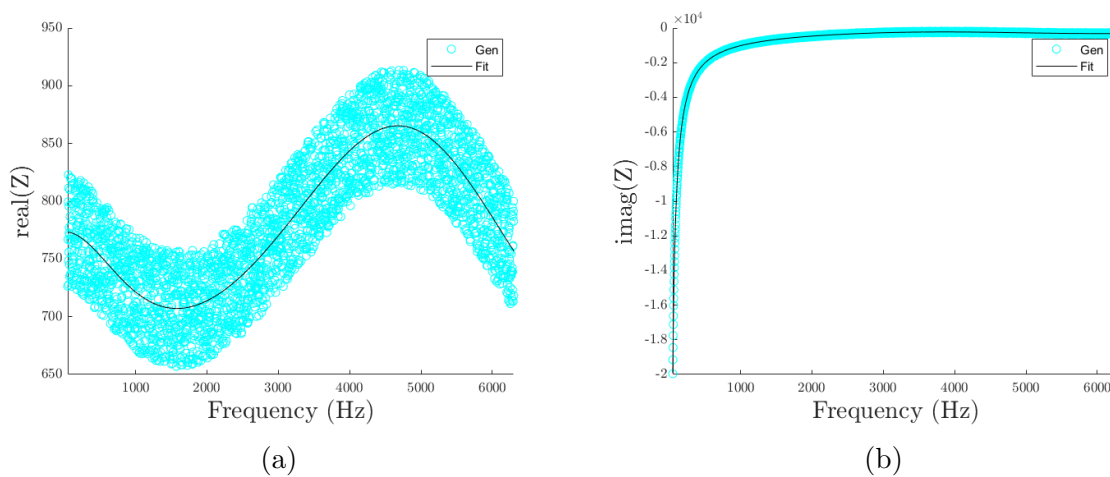 950
900
850
800
750
700
650
real(Z)
Gen
Fit
1000 2000 3000 4000 5000 6000
Frequency (Hz)
(a)
0 ×10⁴
-0.2
-0.4
-0.6
-0.8
-1
-1.2
-1.4
-1.6
-1.8
-2
imag(Z)
Gen
Fit
1000 2000 3000 4000 5000 6000
Frequency (Hz)
(b)